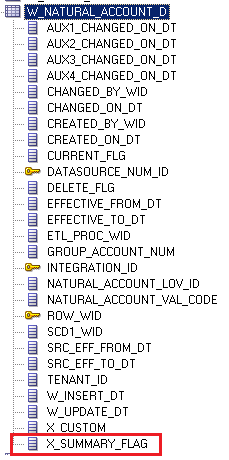 W_NATURAL_ACCOUNT_D
AUX1_CHANGED_ON_DT
AUX2_CHANGED_ON_DT
AUX3_CHANGED_ON_DT
AUX4_CHANGED_ON_DT
CHANGED_BY_WID
CHANGED_ON_DT
CREATED_BY_WID
CREATED_ON_DT
CURRENT_FLG
DATASOURCE_NUM_ID
DELETE_FLG
EFFECTIVE_FROM_DT
EFFECTIVE_TO_DT
ETL_PROC_WID
GROUP_ACCOUNT_NUM
INTEGRATION_ID
NATURAL_ACCOUNT_LOV_ID
NATURAL_ACCOUNT_VAL_CODE
ROW_WID
SCD1_WID
SRC_EFF_FROM_DT
SRC_EFF_TO_DT
TENANT_ID
W_INSERT_DT
W_UPDATE_DT
X_CUSTOM
X_SUMMARY_FLAG